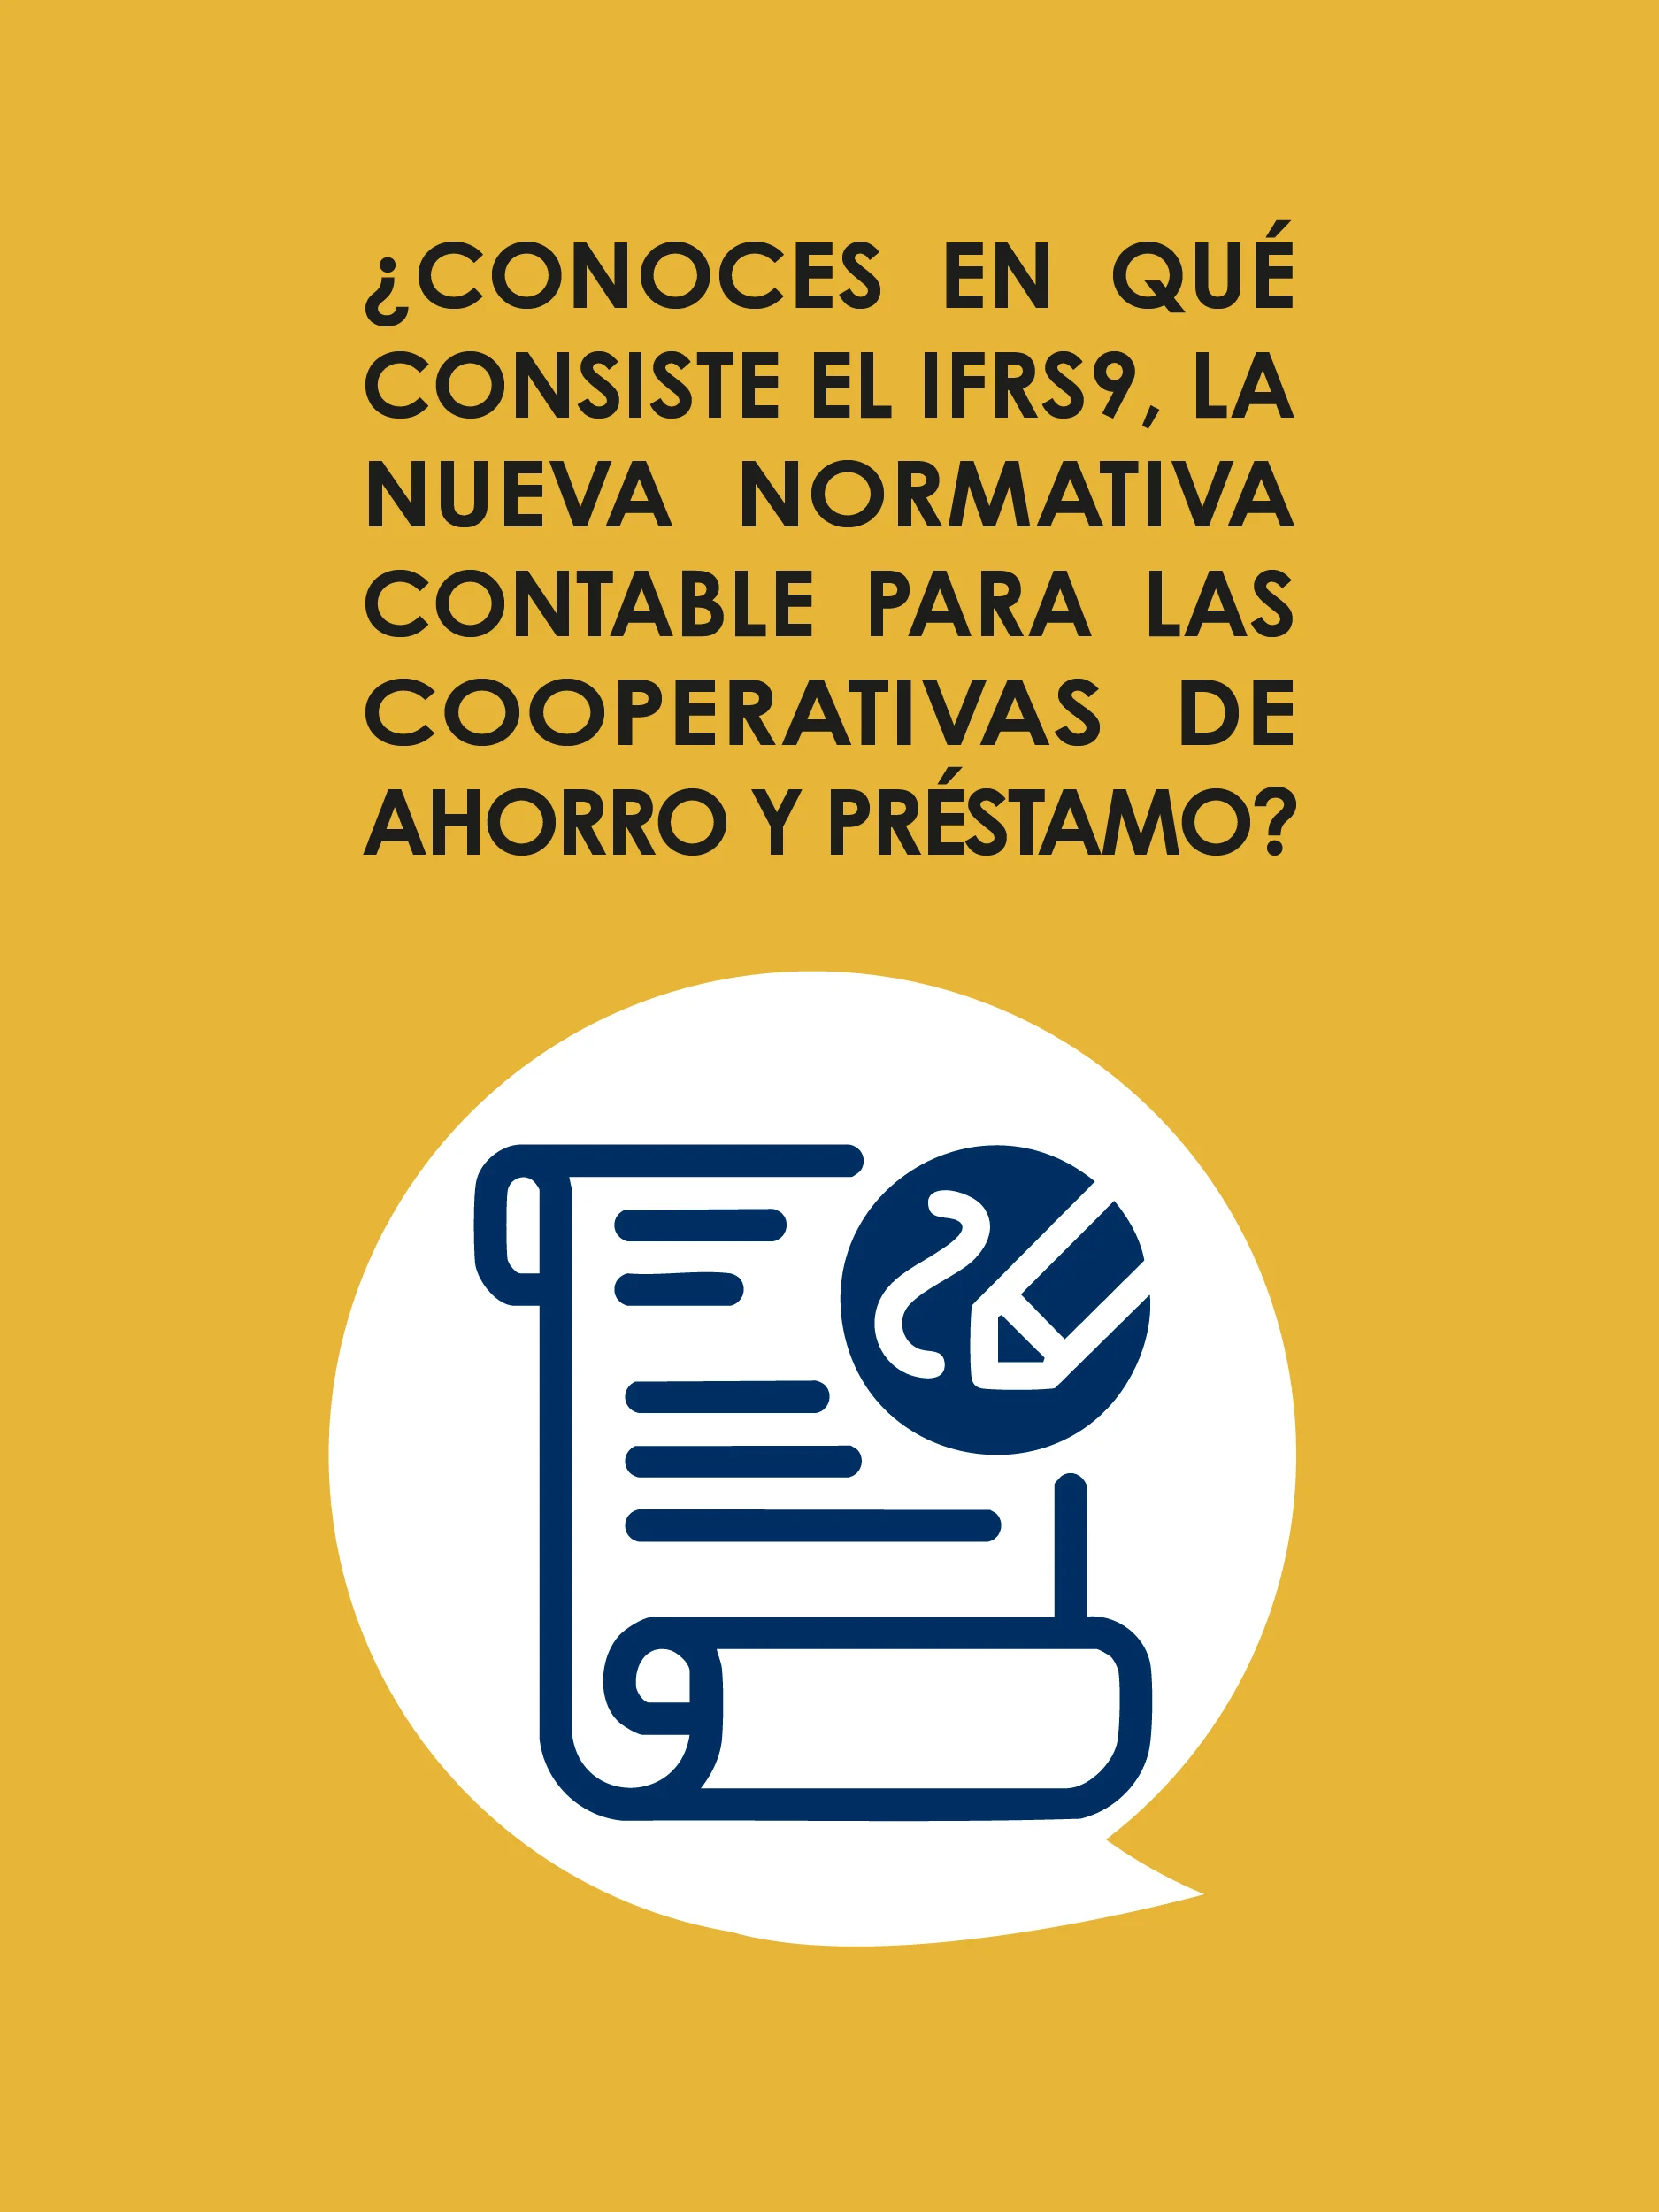 ¿CONOCES EN QUÉ
CONSISTE EL IFRS9, LA
NUEVA NORMATIVA
CONTABLE PARA LAS
COOPERATIVAS DE
AHORRO Y PRÉSTAMO?